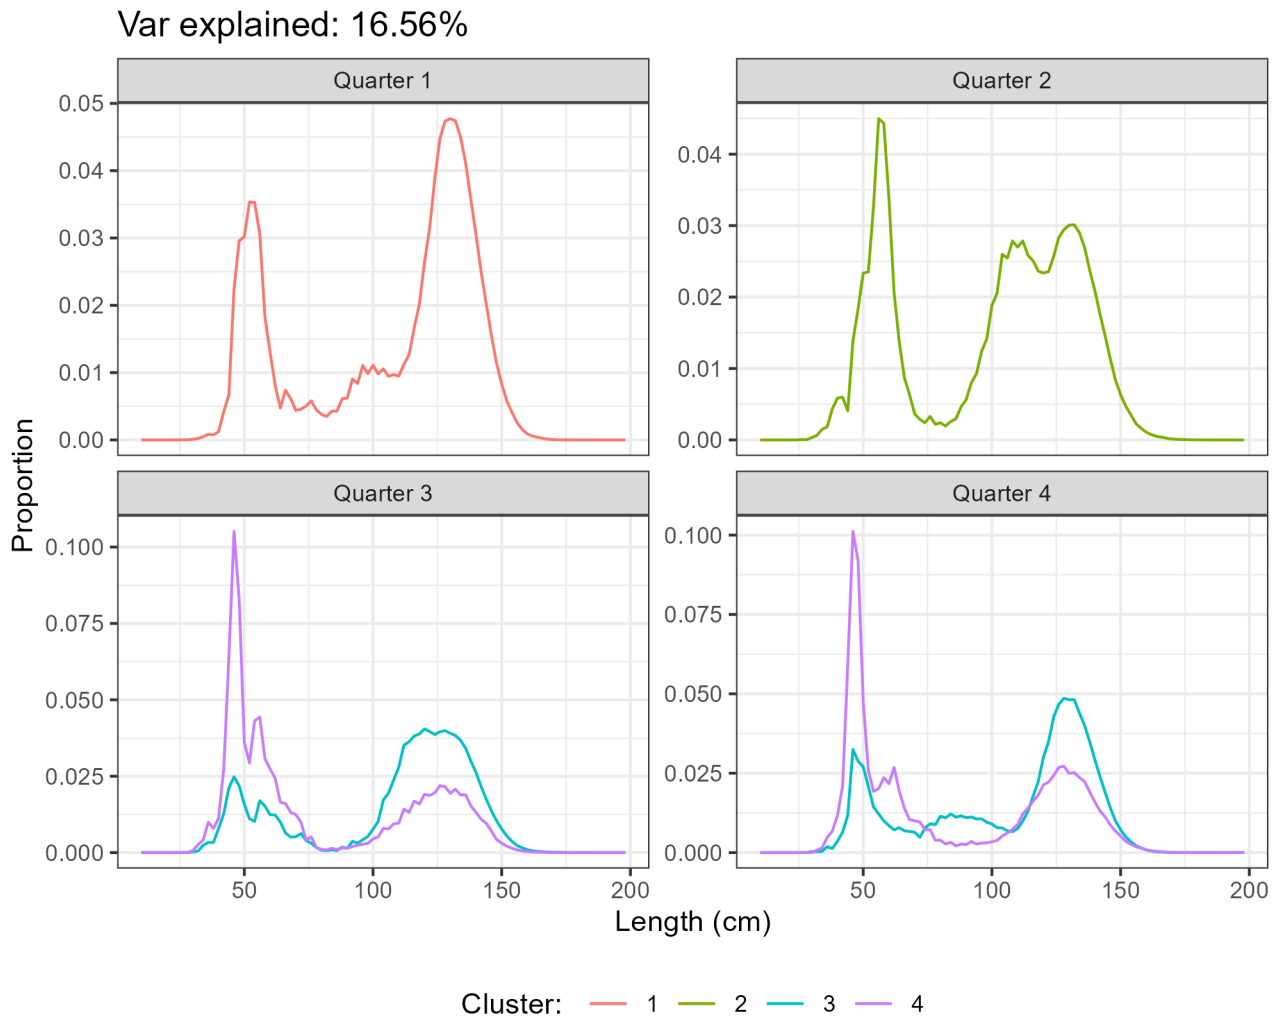 Var explained: 16.56%
Quarter 1
Quarter 2
0.05
0.04
0.03
0.02
0.01
0.00
0.04
0.03
0.02
0.01
0.00
Proportion
Quarter 3
Quarter 4
0.100
0.075
0.050
0.025
0.000
0.100
0.075
0.050
0.025
0.000
50 100 150 200
50 100 150 200
Length (cm)
Cluster: 1 2 3 4